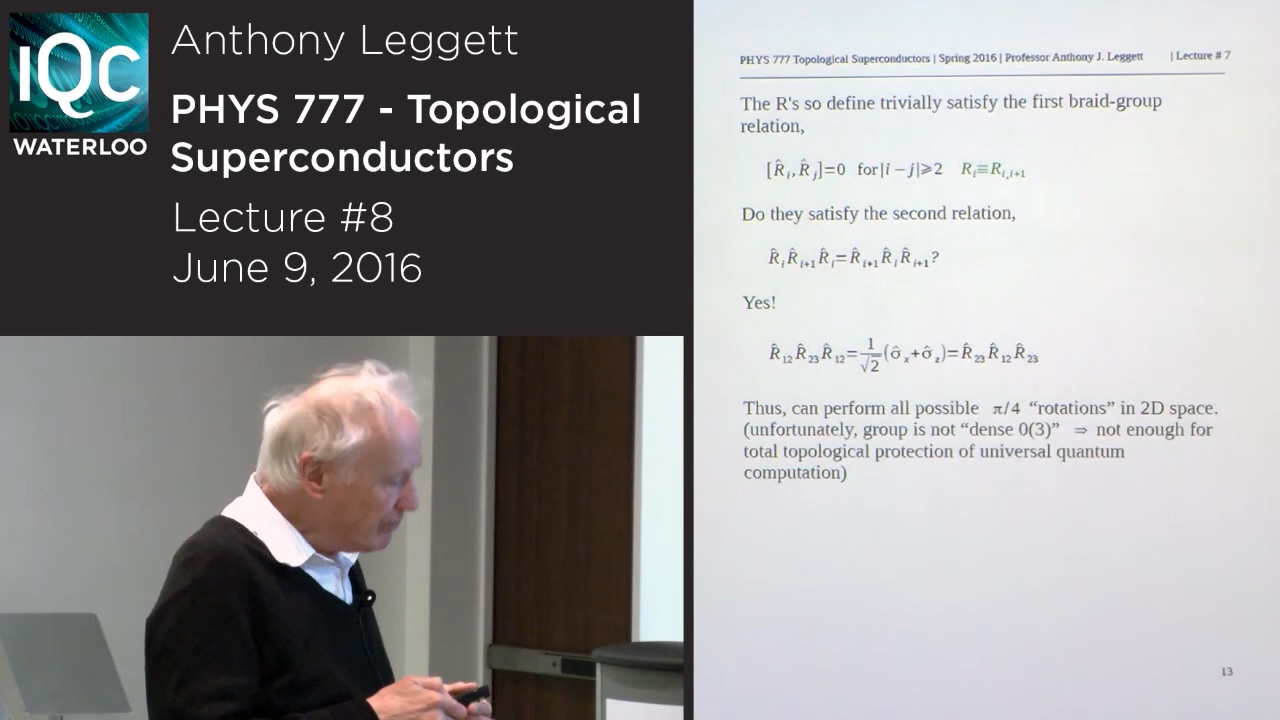 IQC
WATERLOO
Anthony Leggett
PHYS 777 - Topological
Superconductors
Lecture #8
June 9, 2016
PHYS 777 Topological Superconductors | Spring 2016 | Professor Anthony J. Leggett | Lecture # 7
The R's so define trivially satisfy the first braid-group
relation,
[R̂ᵢ, R̂ⱼ]=0 for|i−j|⩾2 Rᵢ≡Rᵢ,ᵢ₊₁
Do they satisfy the second relation,
R̂ᵢR̂ᵢ₊₁R̂ᵢ=R̂ᵢ₊₁R̂ᵢR̂ᵢ₊₁?
Yes!
R̂₁₂R̂₂₃R̂₁₂=1/√2(σ̂ₓ+σ̂_z)=R̂₂₃R̂₁₂R̂₂₃
Thus, can perform all possible π/4 “rotations” in 2D space.
(unfortunately, group is not “dense 0(3)” ⇒ not enough for
total topological protection of universal quantum
computation)
13